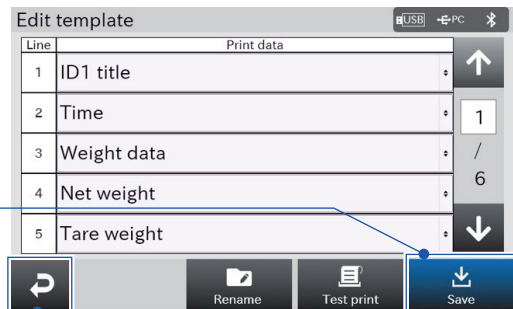 Edit template
USB PC
Line Print data
1 ID1 title
2 Time
3 Weight data
4 Net weight
5 Tare weight
1
/
6
Rename Test print Save